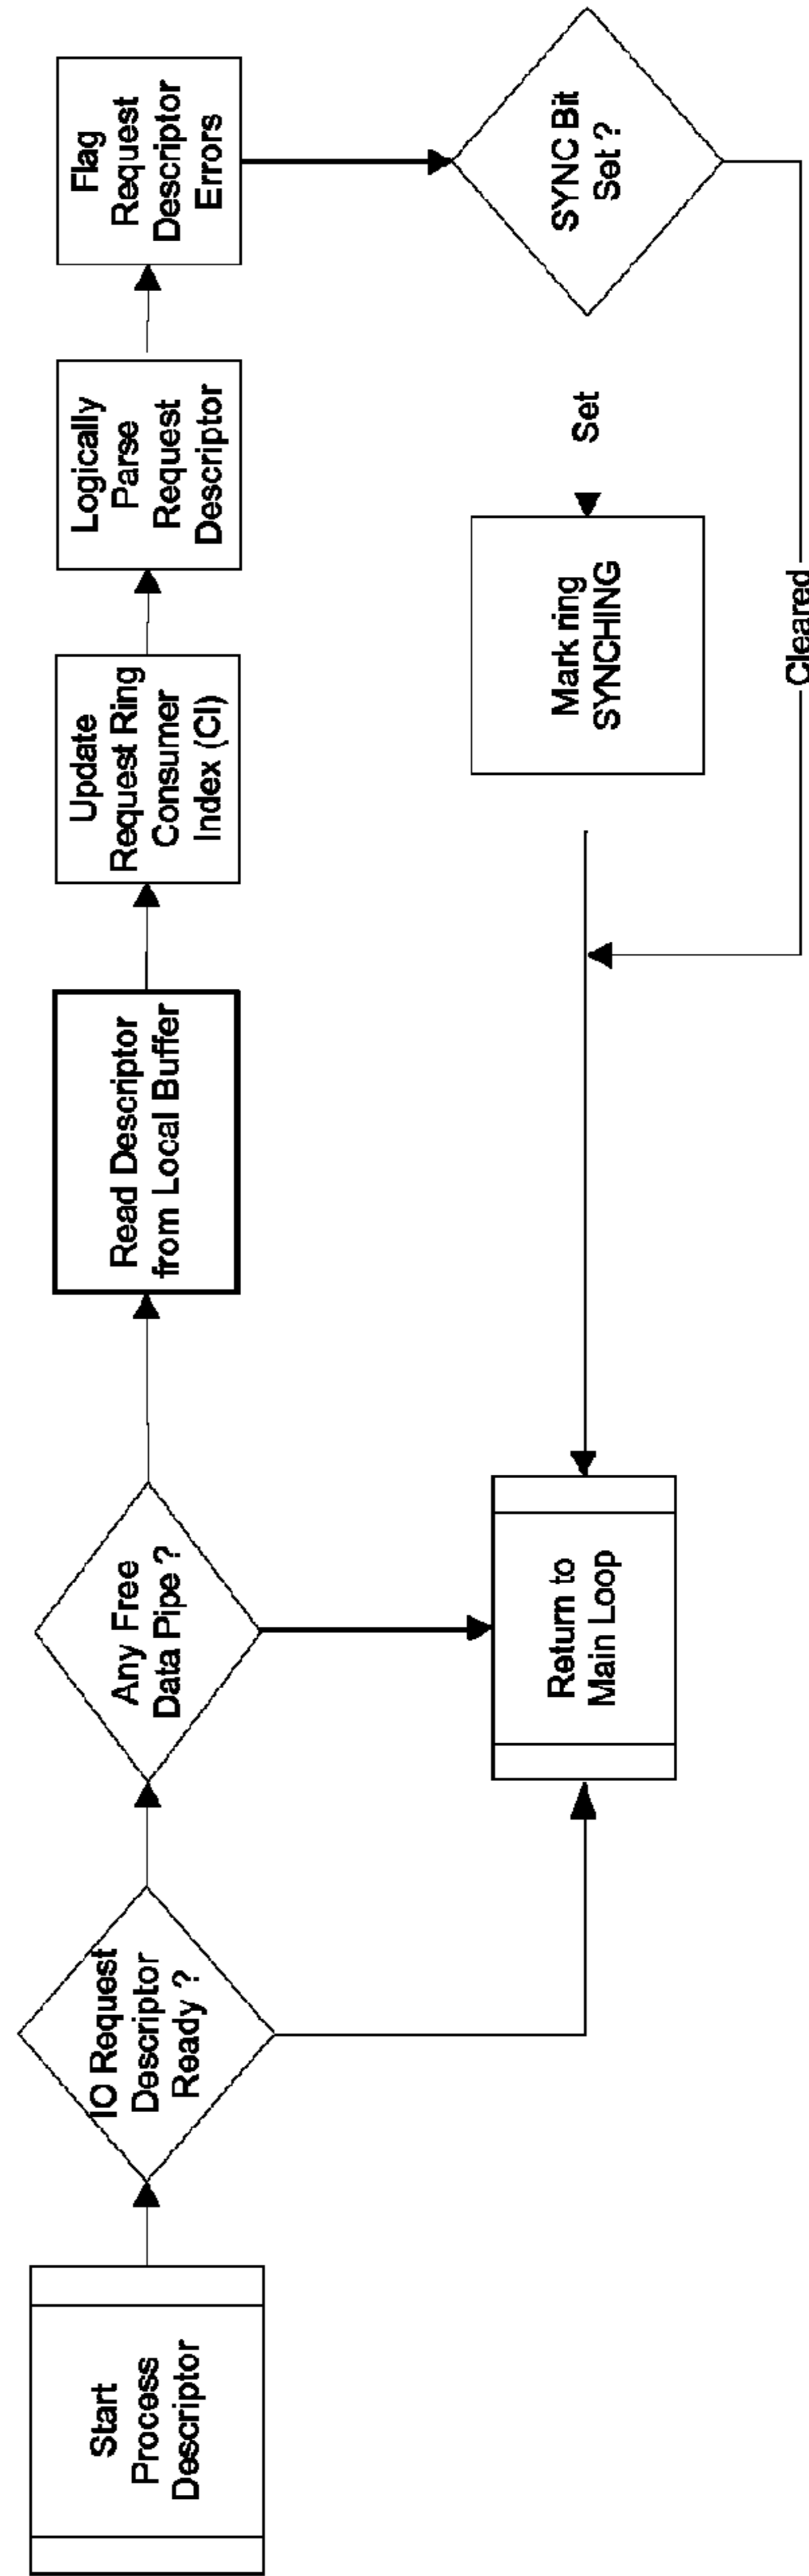 Start
Process
Descriptor
IO Request
Descriptor
Ready ?
Any Free
Data Pipe ?
Read Descriptor
from Local Buffer
Update
Request Ring
Consumer
Index (CI)
Logically
Parse
Request
Descriptor
Flag
Request
Descriptor
Errors
SYNC Bit
Set ?
Set
Mark ring
SYNCHING
Cleared
Return to
Main Loop